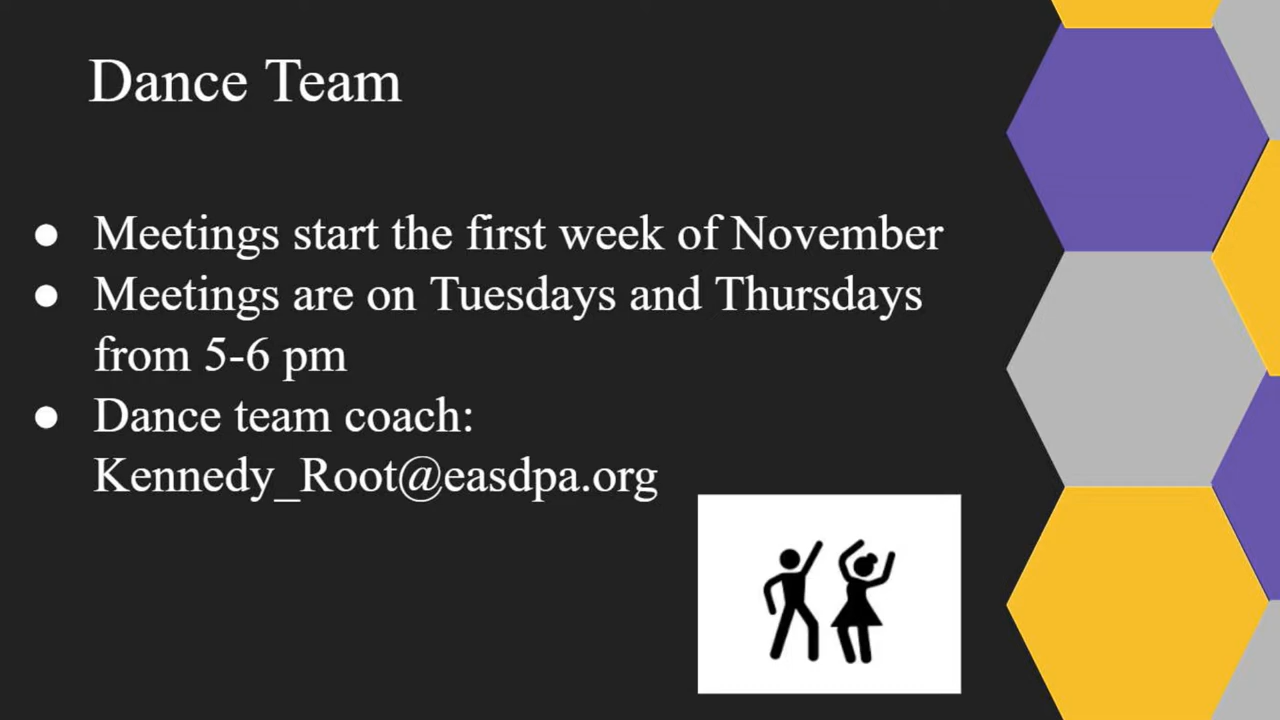 Dance Team
● Meetings start the first week of November
● Meetings are on Tuesdays and Thursdays
from 5-6 pm
● Dance team coach:
Kennedy_Root@easdpa.org